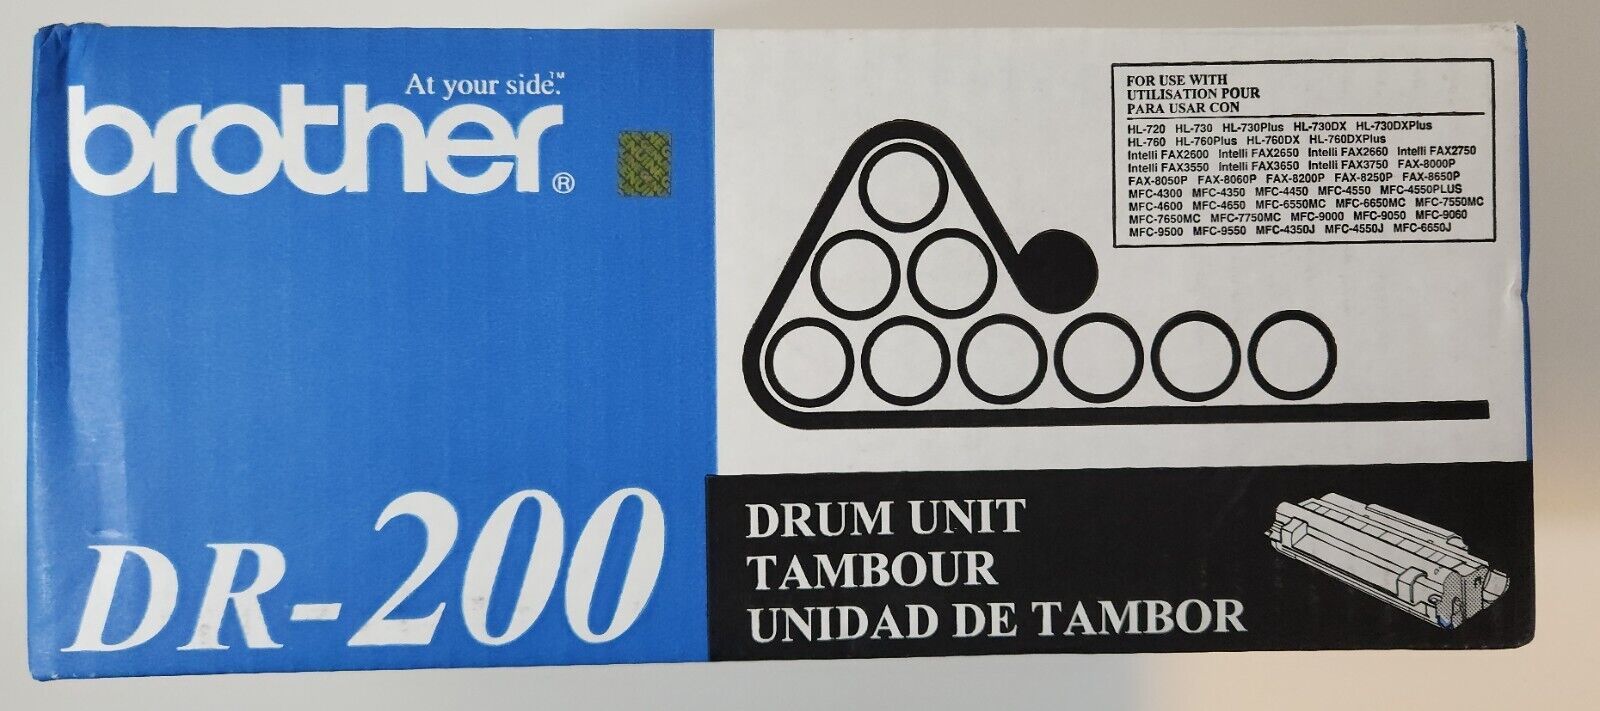 At your side.™
brother®
DR-200
FOR USE WITH
UTILISATION POUR
PARA USAR CON
HL-720 HL-730 HL-730Plus HL-730DX HL-730DXPlus
HL-760 HL-760Plus HL-760DX HL-760DXPlus
Intelli FAX2600 Intelli FAX2650 Intelli FAX2660 Intelli FAX2750
Intelli FAX3550 Intelli FAX3650 Intelli FAX3750 FAX-8000P
FAX-8050P FAX-8060P FAX-8200P FAX-8250P FAX-8650P
MFC-4300 MFC-4350 MFC-4450 MFC-4550 MFC-4550PLUS
MFC-4600 MFC-4650 MFC-6550MC MFC-6650MC MFC-7550MC
MFC-7650MC MFC-7750MC MFC-9000 MFC-9050 MFC-9060
MFC-9500 MFC-9550 MFC-4350J MFC-4550J MFC-6650J
DRUM UNIT
TAMBOUR
UNIDAD DE TAMBOR